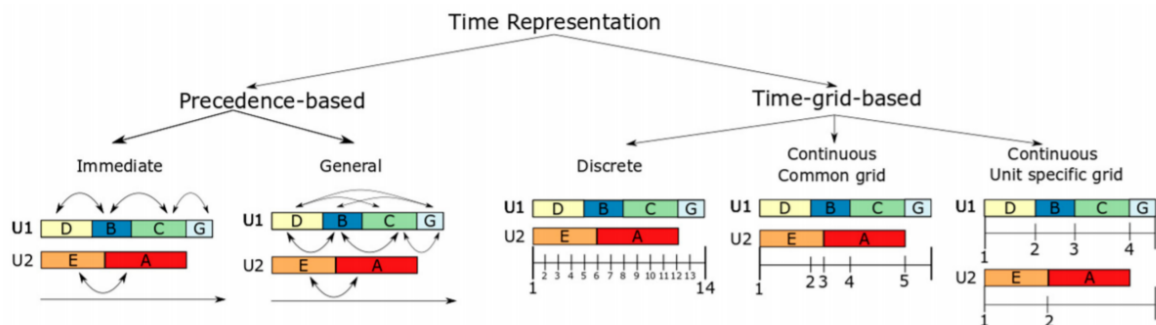 Time Representation
Precedence-based
Time-grid-based
Immediate
General
Discrete
Continuous
Common grid
Continuous
Unit specific grid
U1 D B C G
U2 E A
U1 D B C G
U2 E A
U1 D B C G
U2 E A
1 2 3 4 5 6 7 8 9 10 11 12 13 14
U1 D B C G
U2 E A
1 2 3 4 5
U1 D B C G
1 2 3 4
U2 E A
1 2